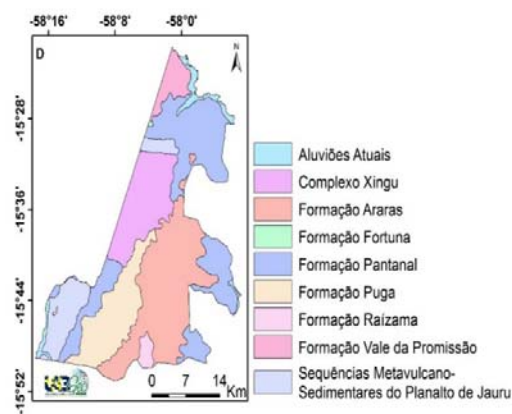 -58°16' -58°8' -58°0'
D
N
-15°28'
-15°36'
-15°44'
-15°52'
0 7 14
Km
Aluviões Atuais
Complexo Xingu
Formação Araras
Formação Fortuna
Formação Pantanal
Formação Puga
Formação Raízama
Formação Vale da Promissão
Sequências Metavulcano-
Sedimentares do Planalto de Jauru